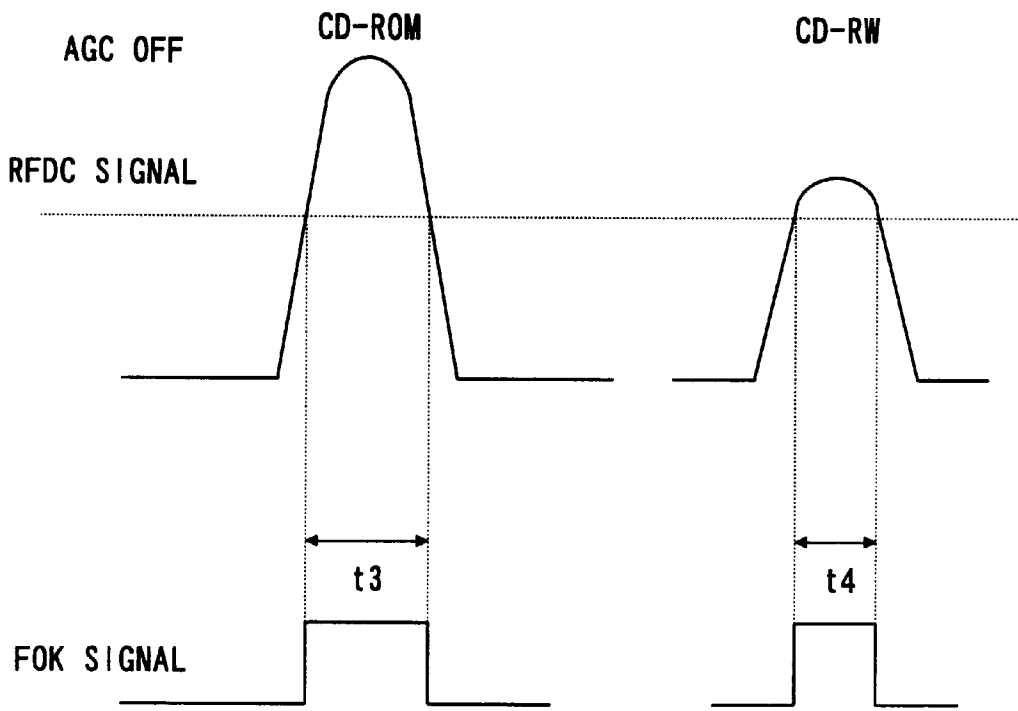 AGC OFF
CD-ROM
CD-RW
RFDC SIGNAL
t3
t4
FOK SIGNAL